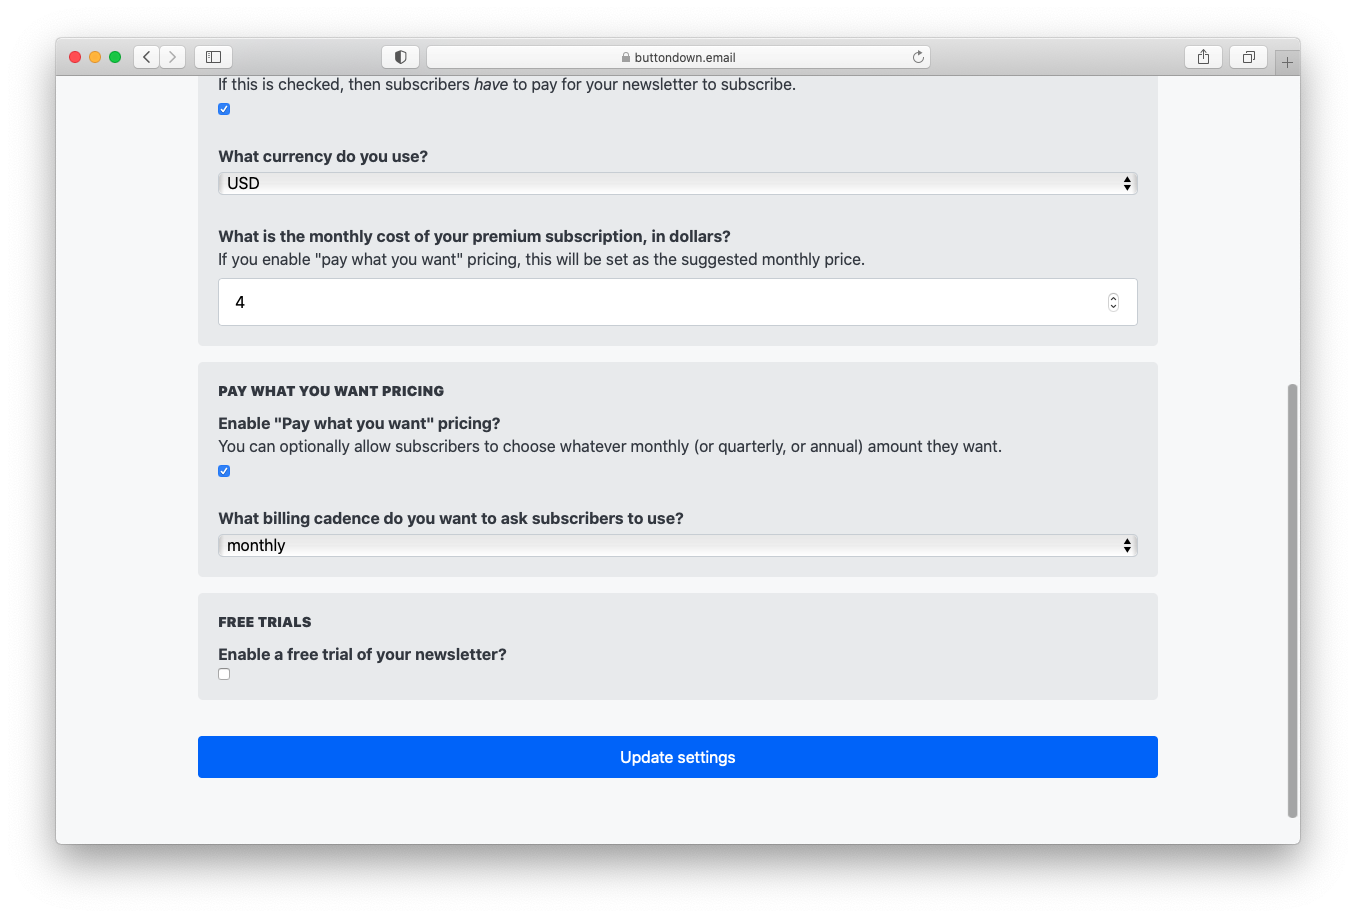 buttondown.email
If this is checked, then subscribers have to pay for your newsletter to subscribe.
What currency do you use?
USD
What is the monthly cost of your premium subscription, in dollars?
If you enable "pay what you want" pricing, this will be set as the suggested monthly price.
4
PAY WHAT YOU WANT PRICING
Enable "Pay what you want" pricing?
You can optionally allow subscribers to choose whatever monthly (or quarterly, or annual) amount they want.
What billing cadence do you want to ask subscribers to use?
monthly
FREE TRIALS
Enable a free trial of your newsletter?
Update settings